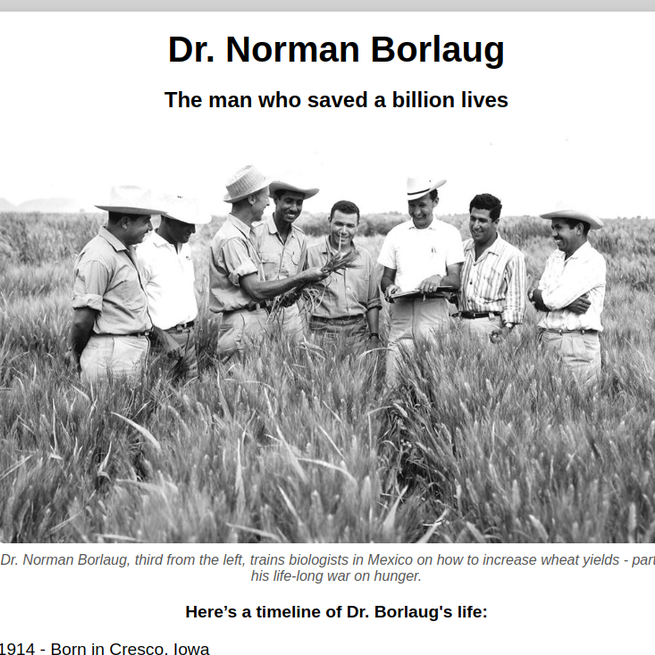 Dr. Norman Borlaug
The man who saved a billion lives
Dr. Norman Borlaug, third from the left, trains biologists in Mexico on how to increase wheat yields - part
his life-long war on hunger.
Here’s a timeline of Dr. Borlaug's life:
1914 - Born in Cresco, Iowa